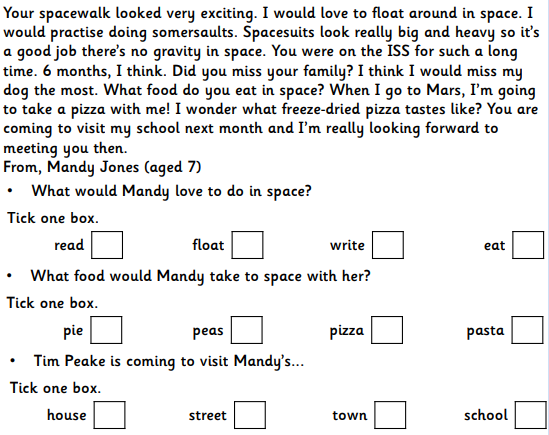 Your spacewalk looked very exciting. I would love to float around in space. I
would practise doing somersaults. Spacesuits look really big and heavy so it's
a good job there's no gravity in space. You were on the ISS for such a long
time. 6 months, I think. Did you miss your family? I think I would miss my
dog the most. What food do you eat in space? When I go to Mars, I'm going
to take a pizza with me! I wonder what freeze-dried pizza tastes like? You are
coming to visit my school next month and I'm really looking forward to
meeting you then.
From, Mandy Jones (aged 7)
• What would Mandy love to do in space?
Tick one box.
read float write eat
• What food would Mandy take to space with her?
Tick one box.
pie peas pizza pasta
• Tim Peake is coming to visit Mandy's...
Tick one box.
house street town school